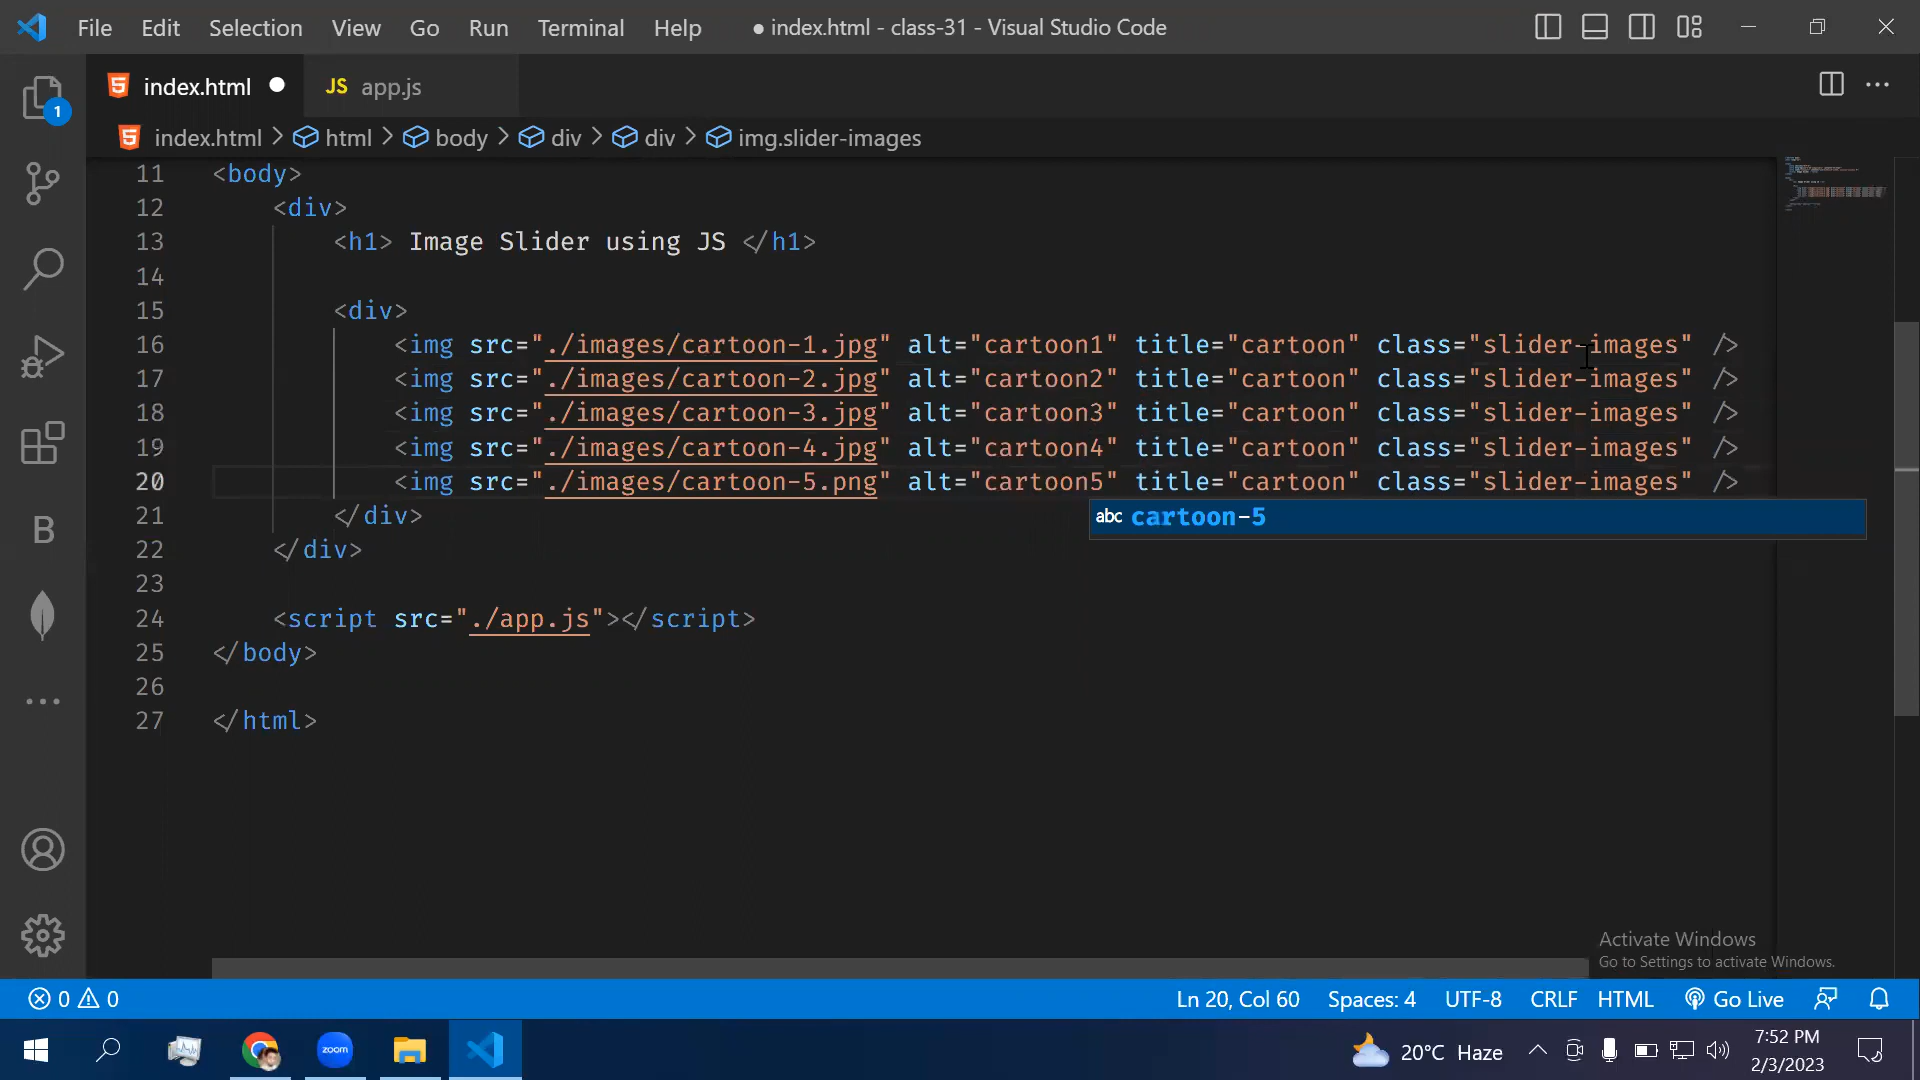 File Edit Selection View Go Run Terminal Help ● index.html - class-31 - Visual Studio Code
index.html ● JS app.js
1
index.html > html > body > div > div > img.slider-images
11 <body>
12 <div>
13 <h1> Image Slider using JS </h1>
14
15 <div>
16 <img src="./images/cartoon-1.jpg" alt="cartoon1" title="cartoon" class="slider-images" />
17 <img src="./images/cartoon-2.jpg" alt="cartoon2" title="cartoon" class="slider-images" />
18 <img src="./images/cartoon-3.jpg" alt="cartoon3" title="cartoon" class="slider-images" />
19 <img src="./images/cartoon-4.jpg" alt="cartoon4" title="cartoon" class="slider-images" />
20 <img src="./images/cartoon-5.png" alt="cartoon5" title="cartoon" class="slider-images" />
21 </div>
abc cartoon-5
22 </div>
23
24 <script src="./app.js"></script>
25 </body>
26
27 </html>
B
Activate Windows
Go to Settings to activate Windows.
0 0 Ln 20, Col 60 Spaces: 4 UTF-8 CRLF HTML Go Live
zoom 20°C Haze 7:52 PM
2/3/2023